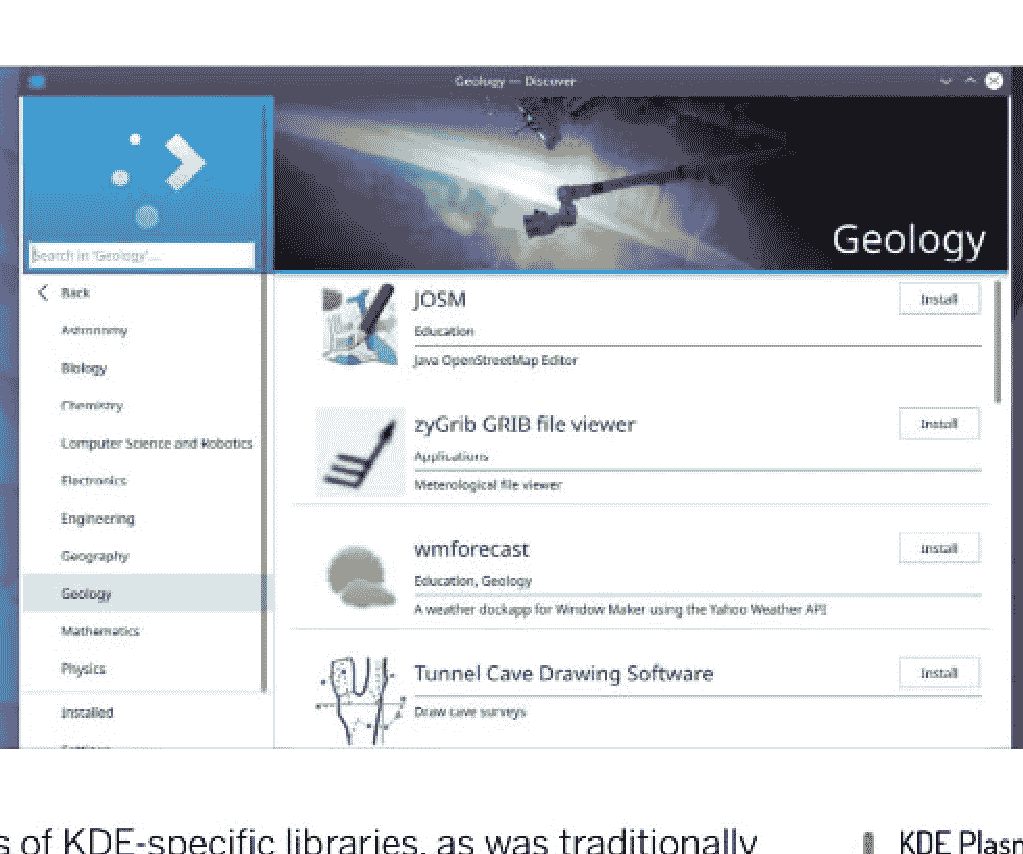 Geology — Discover
Geology
Search in 'Geology'...
Back
Astronomy
Biology
Chemistry
Computer Science and Robotics
Electronics
Engineering
Geography
Geology
Mathematics
Physics
Installed
JOSM
Install
Education
Java OpenStreetMap Editor
zyGrib GRIB file viewer
Install
Applications
Meterological file viewer
wmforecast
Install
Education, Geology
A weather dockapp for Window Maker using the Yahoo Weather API
Tunnel Cave Drawing Software
Install
Draw cave surveys
of KDE-specific libraries, as was traditionally
KDE